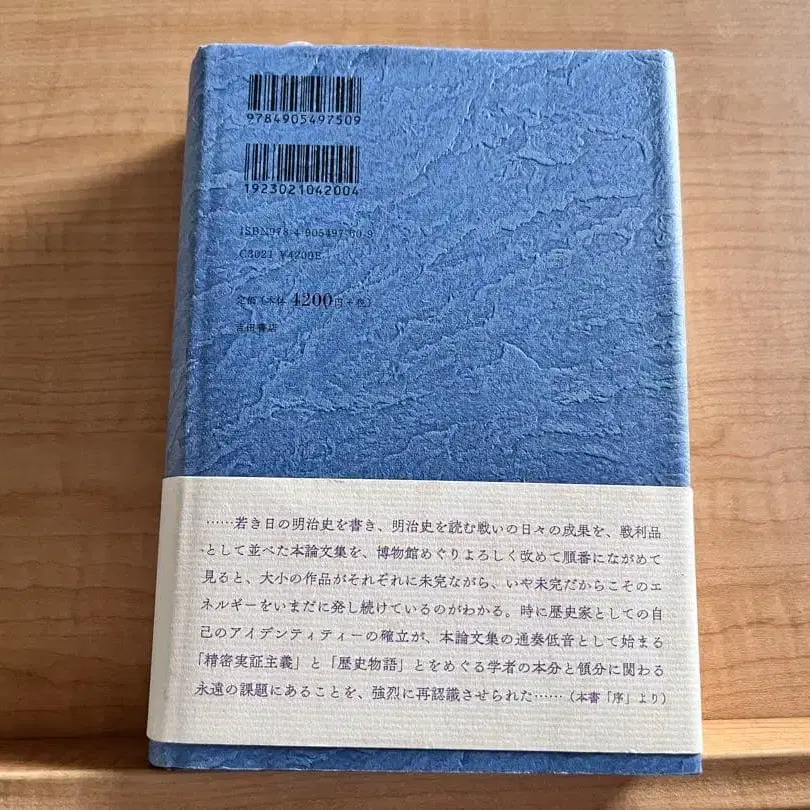 9784905497509
1923021042004
ISBN978-4-905497-50-9
C3021 ¥4200E
定価（本体 4200円+税）
吉田書店
……若き日の明治史を書き、明治史を読む戦いの日々の成果を、戦利品
として並べた本論文集を、博物館めぐりよろしく改めて順番にながめて
見ると、大小の作品がそれぞれに未完ながら、いや未完だからこそのエ
ネルギーをいまだに発し続けているのがわかる。時に歴史家としての自
己のアイデンティティーの確立が、本論文集の通奏低音として始まる
「精密実証主義」と「歴史物語」とをめぐる学者の本分と領分に関わる
永遠の課題にあることを、強烈に再認識させられた……（本書「序」より）